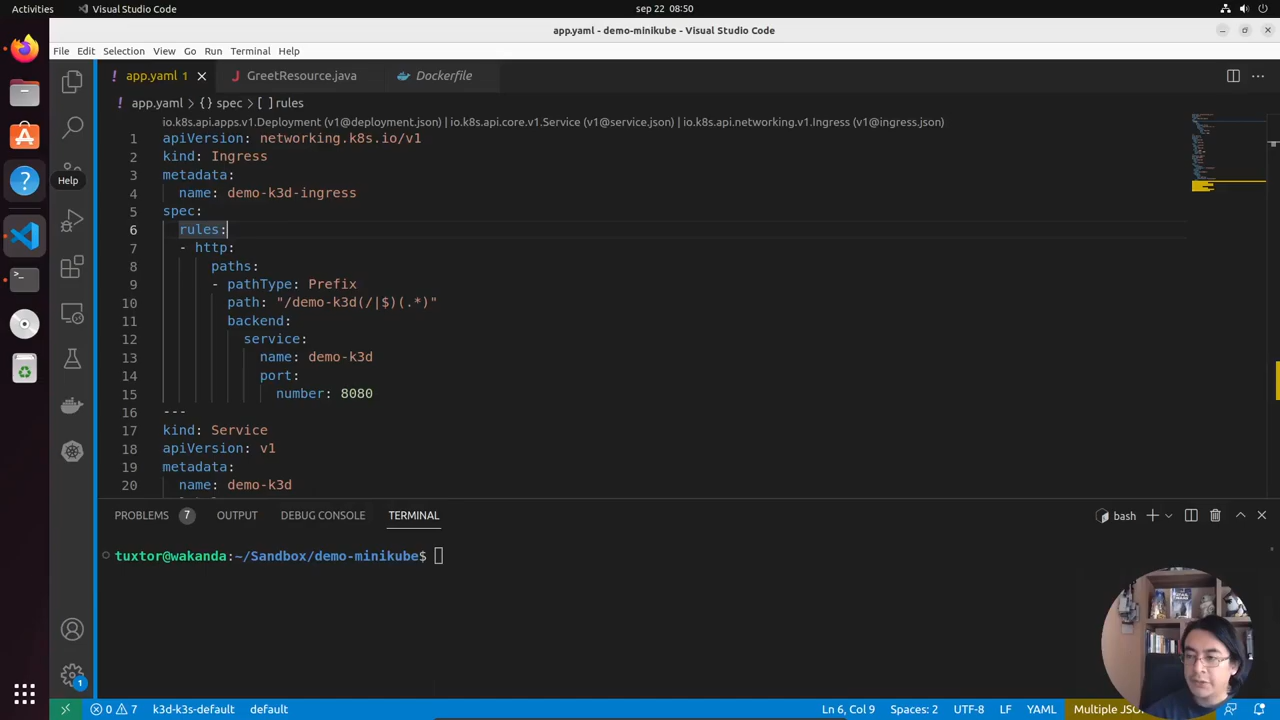 Activities
Visual Studio Code
sep 22 08:50
app.yaml - demo-minikube - Visual Studio Code
File Edit Selection View Go Run Terminal Help
app.yaml 1
GreetResource.java
Dockerfile
app.yaml > {} spec > [ ] rules
io.k8s.api.apps.v1.Deployment (v1@deployment.json) | io.k8s.api.core.v1.Service (v1@service.json) | io.k8s.api.networking.v1.Ingress (v1@ingress.json)
1 apiVersion: networking.k8s.io/v1
2 kind: Ingress
3 metadata:
4 name: demo-k3d-ingress
5 spec:
6 rules:
7 - http:
8 paths:
9 - pathType: Prefix
10 path: "/demo-k3d(/|$)(.*)"
11 backend:
12 service:
13 name: demo-k3d
14 port:
15 number: 8080
16 ---
17 kind: Service
18 apiVersion: v1
19 metadata:
20 name: demo-k3d
Help
PROBLEMS 7 OUTPUT DEBUG CONSOLE TERMINAL
bash
tuxtor@wakanda:~/Sandbox/demo-minikube$
1
0 7 k3d-k3s-default default
Ln 6, Col 9 Spaces: 2 UTF-8 LF YAML Multiple